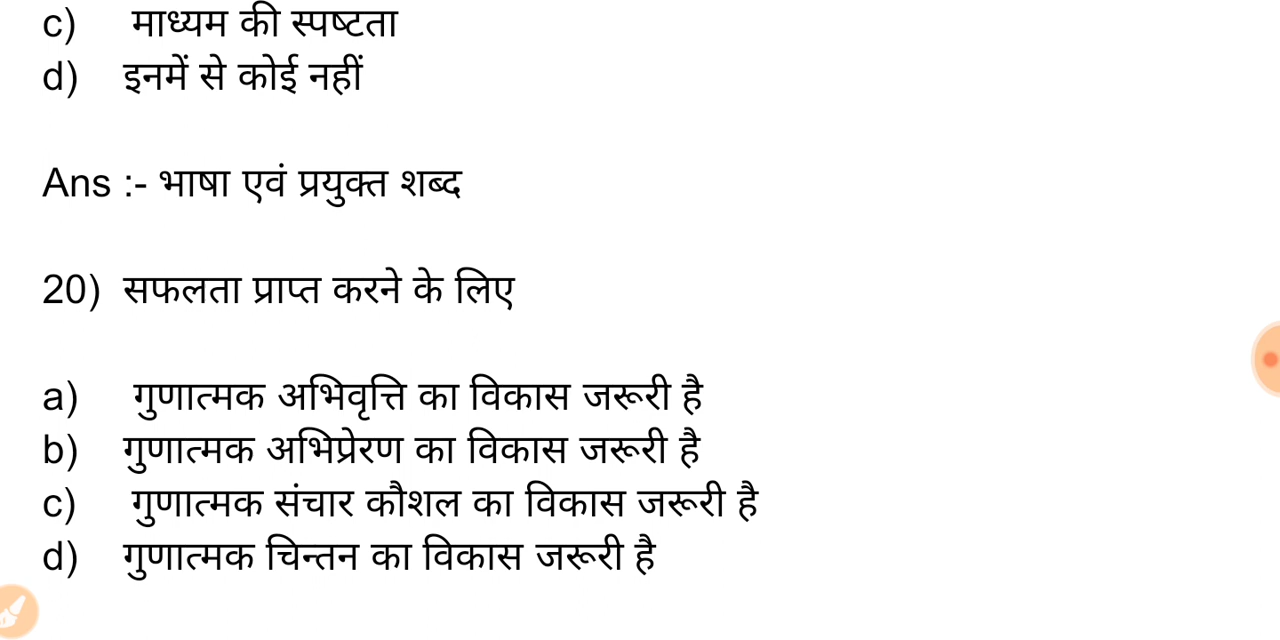 c) माध्यम की स्पष्टता
d) इनमें से कोई नहीं
Ans :- भाषा एवं प्रयुक्त शब्द
20) सफलता प्राप्त करने के लिए
a) गुणात्मक अभिवृत्ति का विकास जरूरी है
b) गुणात्मक अभिप्रेरण का विकास जरूरी है
c) गुणात्मक संचार कौशल का विकास जरूरी है
d) गुणात्मक चिन्तन का विकास जरूरी है